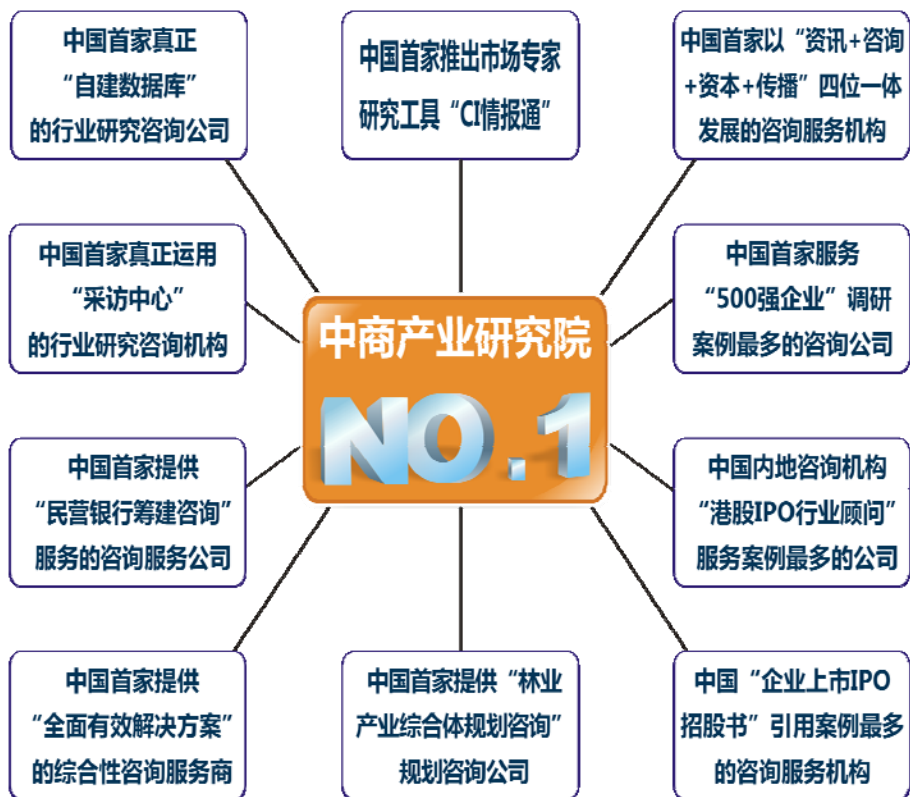 中国首家真正
“自建数据库”
的行业研究咨询公司
中国首家推出市场专家
研究工具“CI情报通”
中国首家以“资讯+咨询
+资本+传播”四位一体
发展的咨询服务机构
中国首家真正运用
“采访中心”
的行业研究咨询机构
中商产业研究院
NO.1
中国首家服务
“500强企业”调研
案例最多的咨询公司
中国首家提供
“民营银行筹建咨询”
服务的咨询服务公司
中国内地咨询机构
“港股IPO行业顾问”
服务案例最多的公司
中国首家提供
“全面有效解决方案”
的综合性咨询服务商
中国首家提供“林业
产业综合体规划咨询”
规划咨询公司
中国“企业上市IPO
招股书”引用案例最多
的咨询服务机构